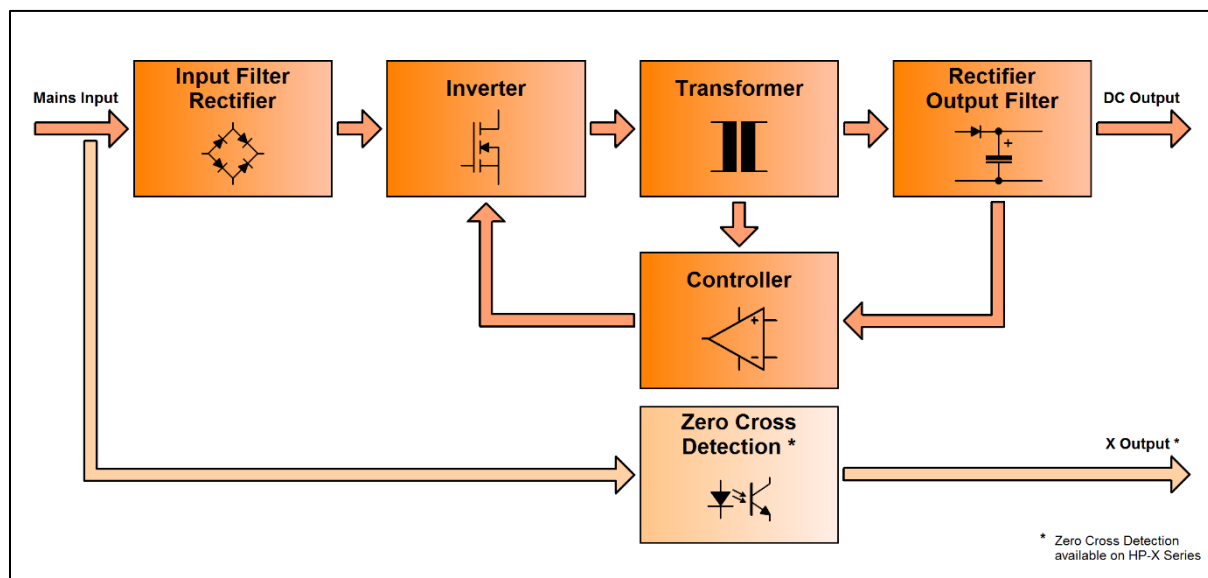 Mains Input
Input Filter
Rectifier
Inverter
Transformer
Rectifier
Output Filter
DC Output
+
Controller
+
-
Zero Cross
Detection *
X Output *
* Zero Cross Detection
available on HP-X Series